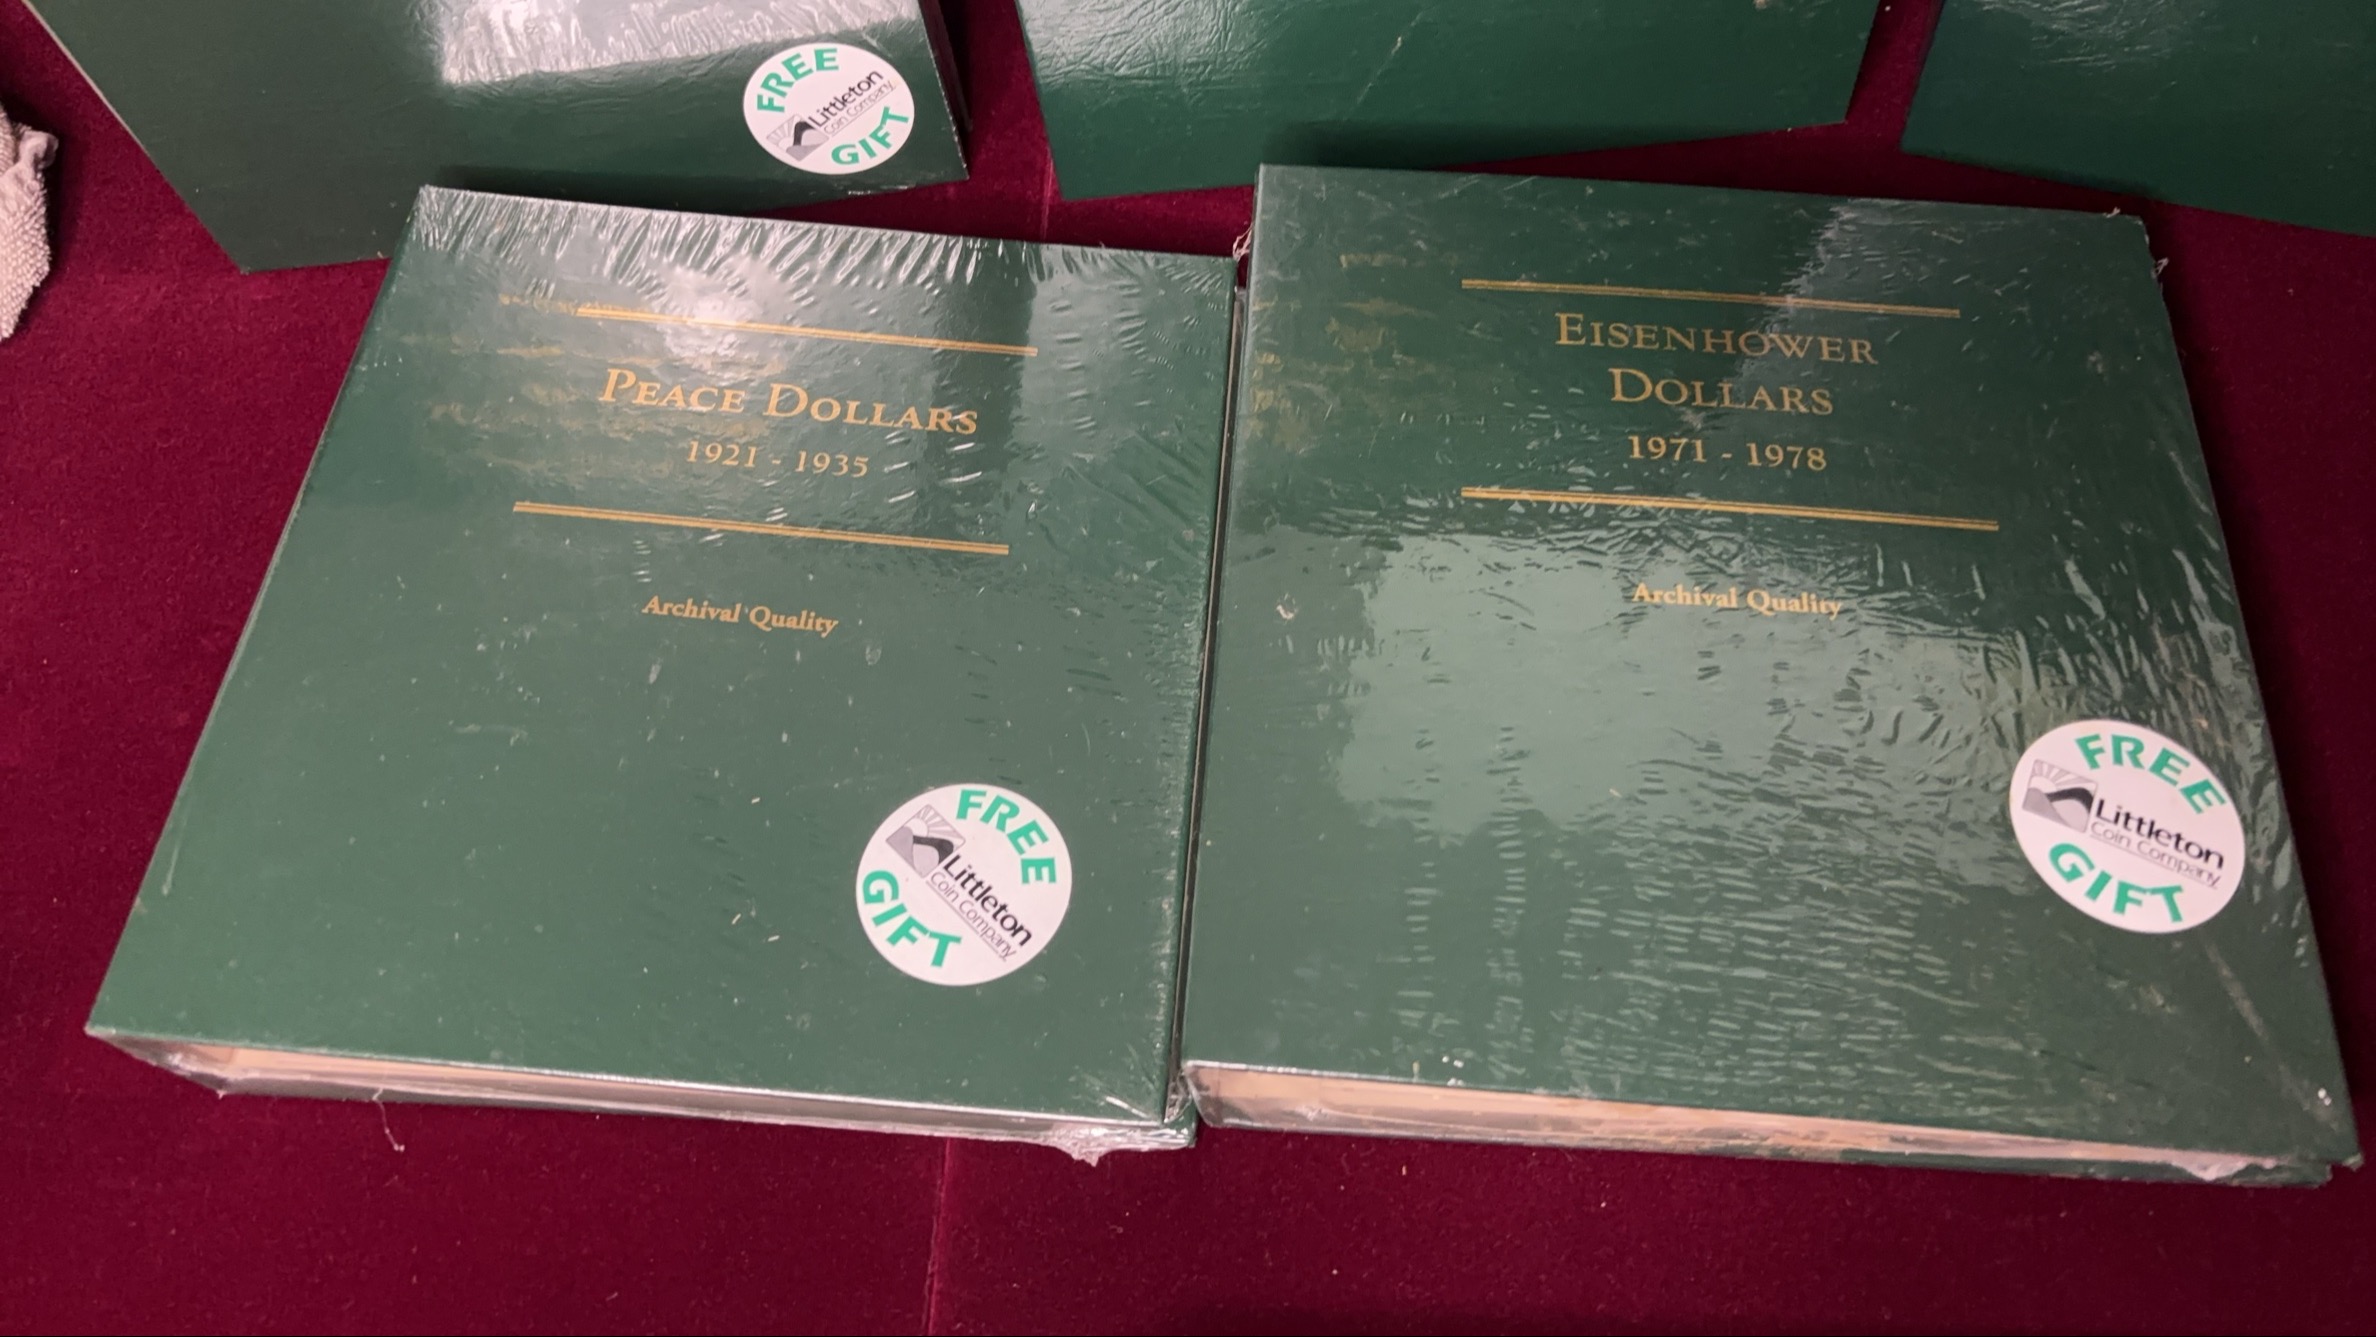 FREE
Littleton
Coin Company
GIFT
PEACE DOLLARS
1921 - 1935
Archival Quality
FREE
Littleton
Coin Company
GIFT
EISENHOWER
DOLLARS
1971 - 1978
Archival Quality
FREE
Littleton
Coin Company
GIFT